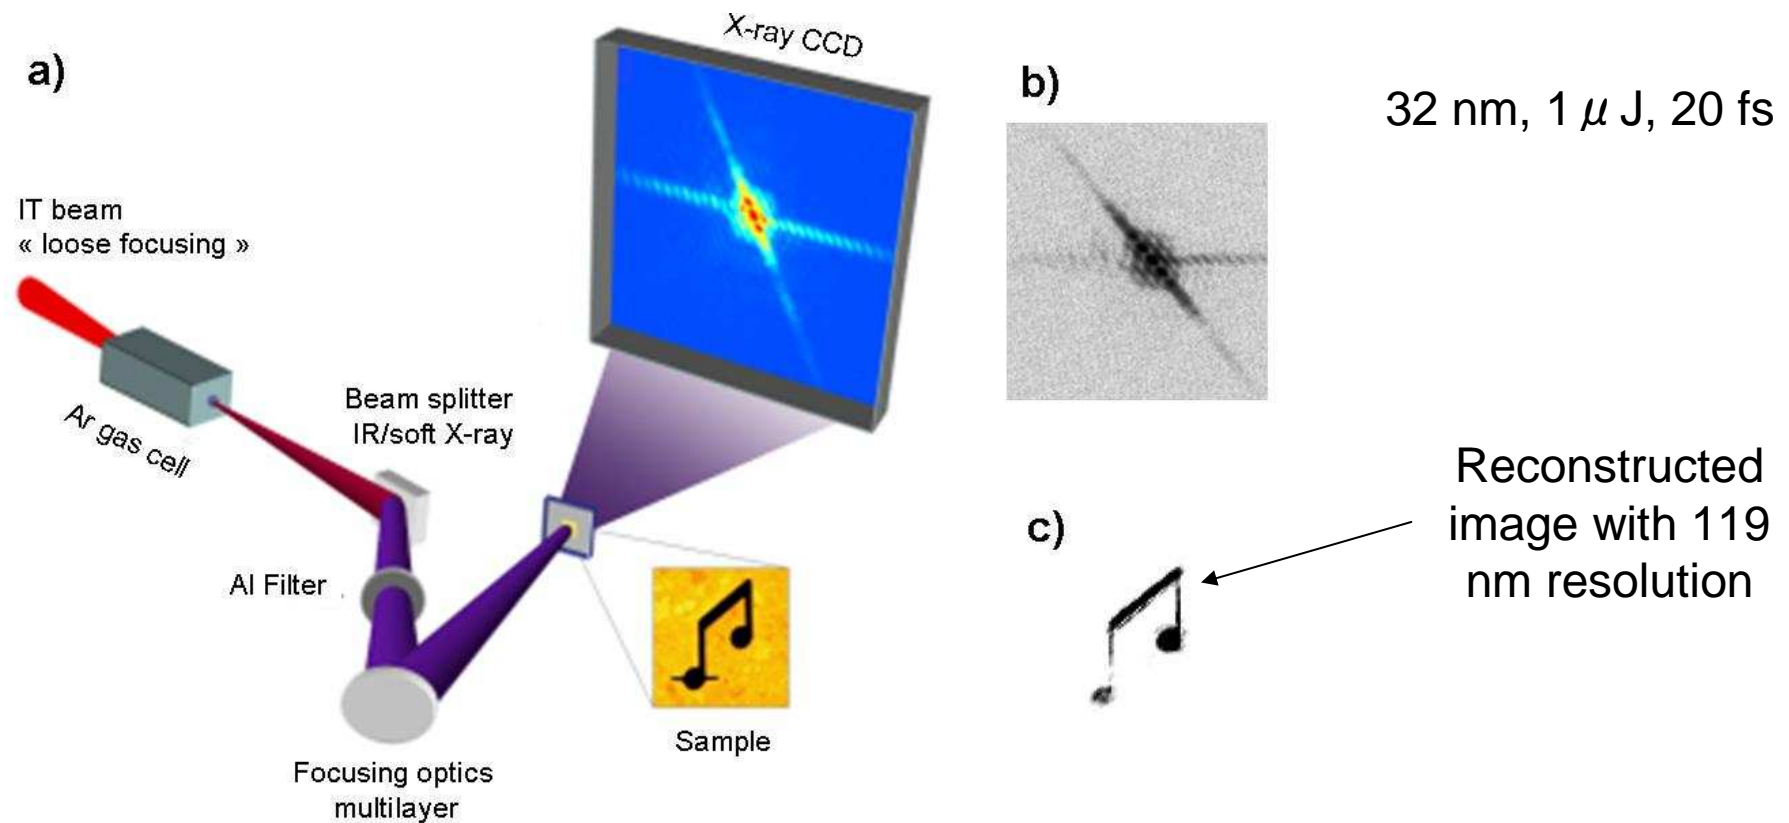 a)
X-ray CCD
IT beam
« loose focusing »
Ar gas cell
Beam splitter
IR/soft X-ray
Al Filter
Focusing optics
multilayer
Sample
b)
32 nm, 1 μ J, 20 fs
c)
Reconstructed
image with 119
nm resolution